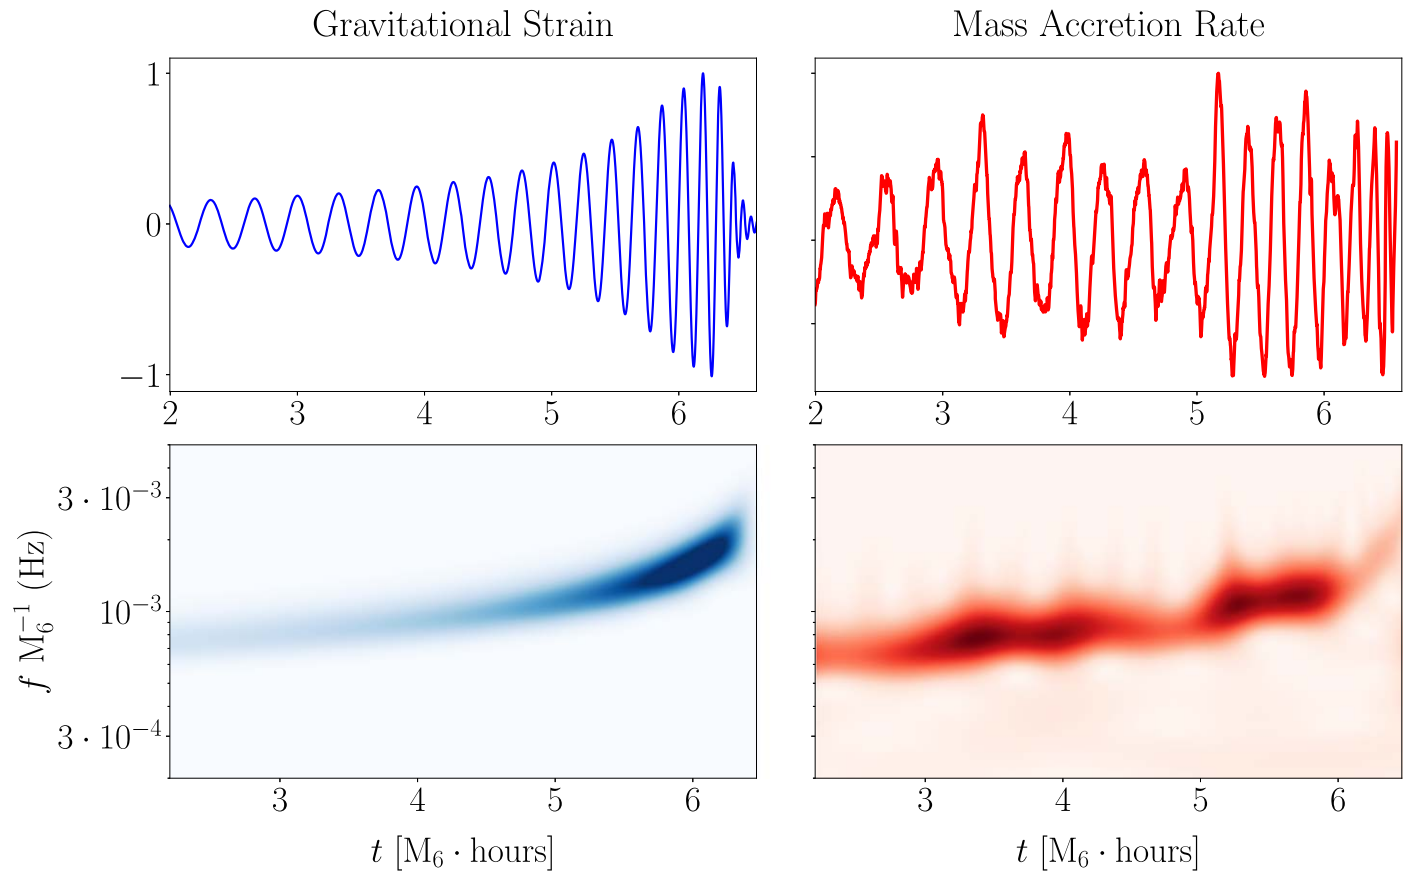 Gravitational Strain
Mass Accretion Rate
1
0
−1
2 3 4 5 6
2 3 4 5 6
f M₆⁻¹ (Hz)
3 · 10⁻³
10⁻³
3 · 10⁻⁴
3 4 5 6
3 4 5 6
t [M₆ · hours]
t [M₆ · hours]